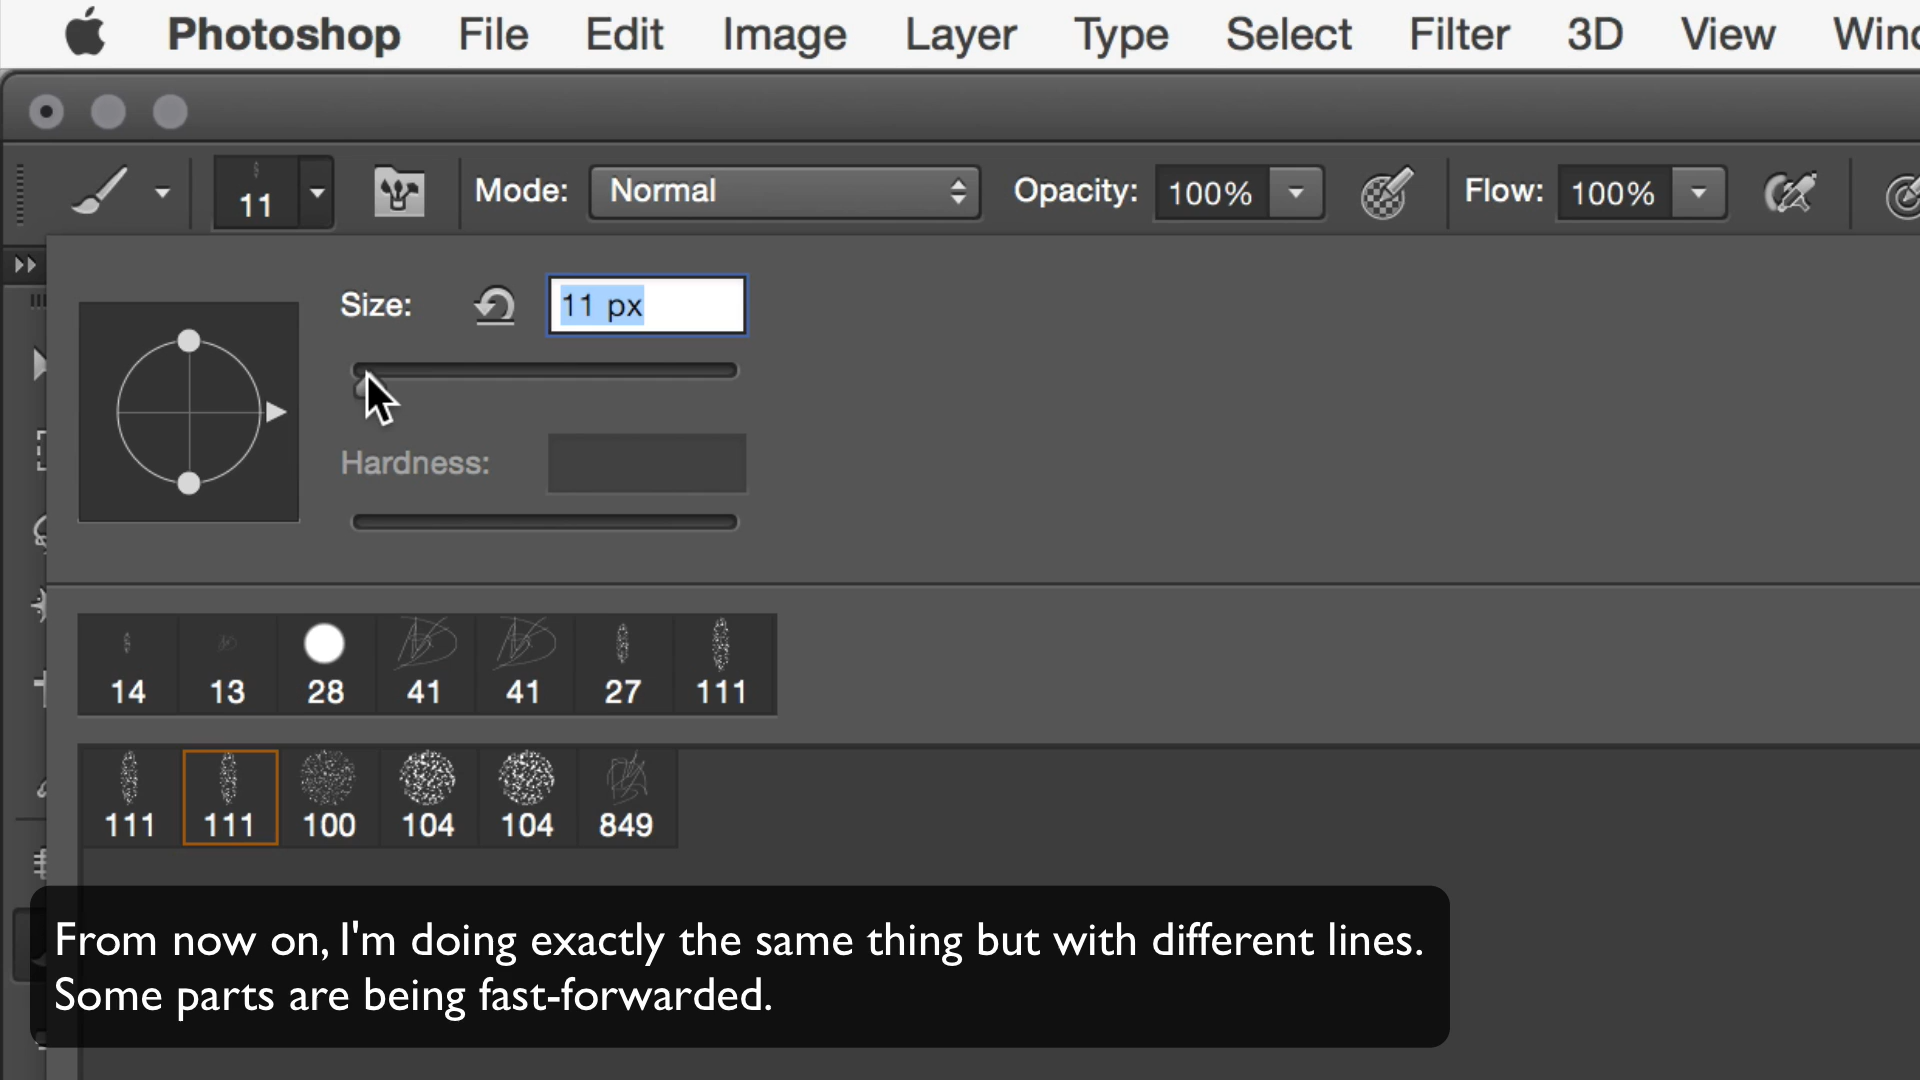 Photoshop File Edit Image Layer Type Select Filter 3D View Wind
11 Mode: Normal Opacity: 100% Flow: 100%
Size: 11 px
Hardness:
14 13 28 41 41 27 111
111 111 100 104 104 849
From now on, I'm doing exactly the same thing but with different lines.
Some parts are being fast-forwarded.